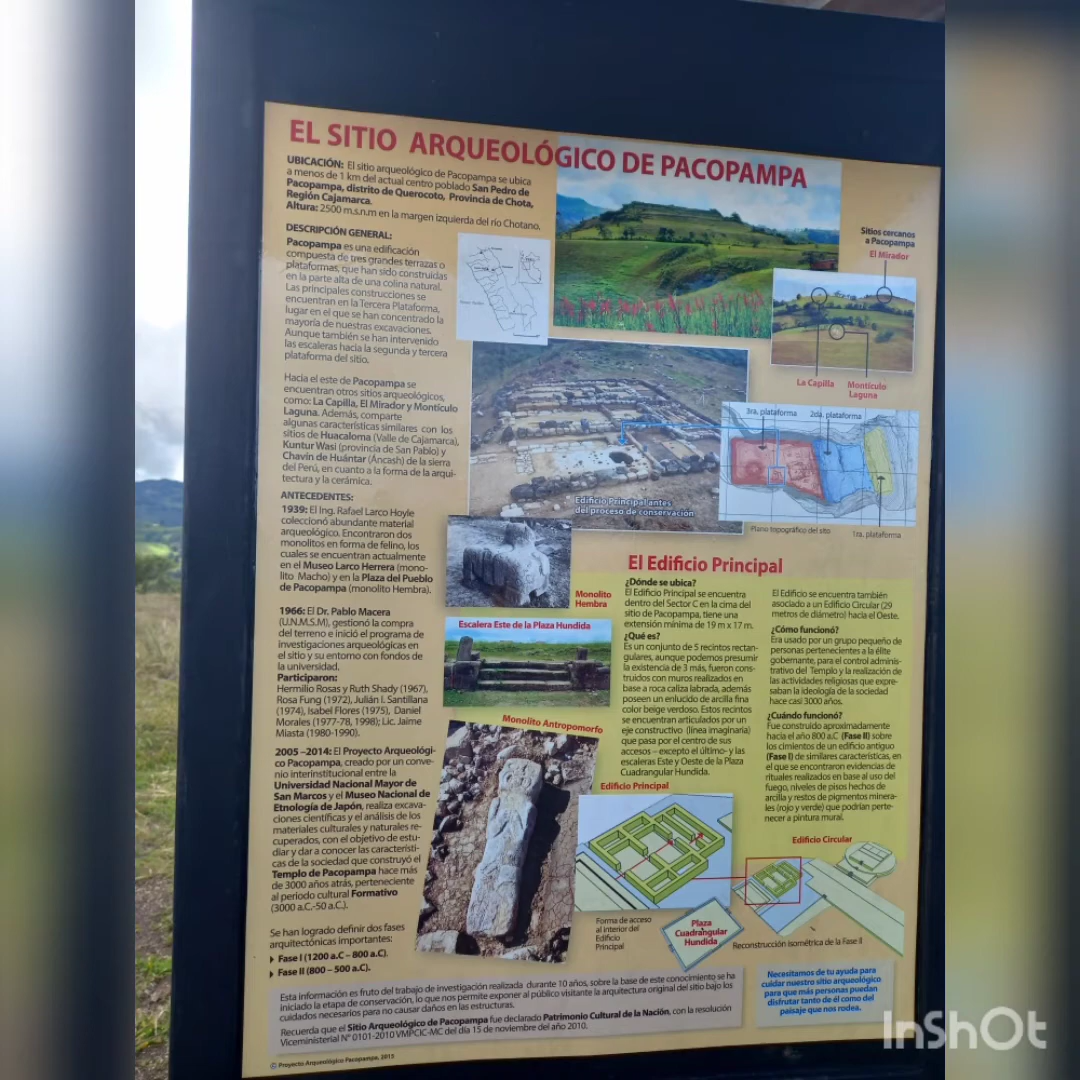 EL SITIO ARQUEOLÓGICO DE PACOPAMPA
UBICACIÓN: El sitio arqueológico de Pacopampa se ubica
a menos de 1 km del actual centro poblado San Pedro de
Pacopampa, distrito de Querocoto, Provincia de Chota,
Región Cajamarca.
Altura: 2500 m.s.n.m en la margen izquierda del río Chotano.
DESCRIPCIÓN GENERAL:
Pacopampa es una edificación
compuesta de tres grandes terrazas o
plataformas, que han sido construidas
en la parte alta de una colina natural.
Las principales construcciones se
encuentran en la Tercera Plataforma,
lugar en el que se han concentrado la
mayoría de nuestras excavaciones.
Aunque también se han intervenido
las escaleras hacia la segunda y tercera
plataforma del sitio.
Hacia el este de Pacopampa se
encuentran otros sitios arqueológicos,
como: La Capilla, El Mirador y Montículo
Laguna. Además, comparte
algunas características similares con los
sitios de Huacaloma (Valle de Cajamarca),
Kuntur Wasi (provincia de San Pablo) y
Chavín de Huántar (Áncash) de la sierra
del Perú, en cuanto a la forma de la arqui-
tectura y la cerámica.
ANTECEDENTES:
1939: El Ing. Rafael Larco Hoyle
coleccionó abundante material
arqueológico. Encontraron dos
monolitos en forma de felino, los
cuales se encuentran actualmente
en el Museo Larco Herrera (mono-
lito Macho) y en la Plaza del Pueblo
de Pacopampa (monolito Hembra).
1966: El Dr. Pablo Macera
(U.N.M.S.M), gestionó la compra
del terreno e inició el programa de
investigaciones arqueológicas en
el sitio y su entorno con fondos de
la universidad.
Participaron:
Hermilio Rosas y Ruth Shady (1967),
Rosa Fung (1972), Julián I. Santillana
(1974), Isabel Flores (1975), Daniel
Morales (1977-78, 1998); Lic. Jaime
Miasta (1980-1990).
2005 –2014: El Proyecto Arqueológi-
co Pacopampa, creado por un conve-
nio interinstitucional entre la
Universidad Nacional Mayor de
San Marcos y el Museo Nacional de
Etnología de Japón, realiza excava-
ciones científicas y el análisis de los
materiales culturales y naturales re-
cuperados, con el objetivo de estu-
diar y dar a conocer las característi-
cas de la sociedad que construyó el
Templo de Pacopampa hace más
de 3000 años atrás, perteneciente
al periodo cultural Formativo
(3000 a.C.-50 a.C.).
Se han logrado definir dos fases
arquitectónicas importantes:
Fase I (1200 a.C – 800 a.C).
Fase II (800 – 500 a.C).
Sitios cercanos
a Pacopampa
El Mirador
La Capilla
Montículo
Laguna
3ra. plataforma
2da. plataforma
Edificio Principal antes
del proceso de conservación
Plano topográfico del sito
1ra. plataforma
Monolito
Hembra
Escalera Este de la Plaza Hundida
Monolito Antropomorfo
El Edificio Principal
¿Dónde se ubica?
El Edificio Principal se encuentra
dentro del Sector C en la cima del
sitio de Pacopampa, tiene una
extensión mínima de 19 m x 17 m.
¿Qué es?
Es un conjunto de 5 recintos rectan-
gulares, aunque podemos presumir
la existencia de 3 más, fueron cons-
truidos con muros realizados en
base a roca caliza labrada, además
poseen un enlucido de arcilla fina
color beige verdoso. Estos recintos
se encuentran articulados por un
eje constructivo (línea imaginaria)
que pasa por el centro de sus
accesos – excepto el último- y las
escaleras Este y Oeste de la Plaza
Cuadrangular Hundida.
El Edificio se encuentra también
asociado a un Edificio Circular (29
metros de diámetro) hacia el Oeste.
¿Cómo funcionó?
Era usado por un grupo pequeño de
personas pertenecientes a la élite
gobernante, para el control adminis-
trativo del Templo y la realización de
las actividades religiosas que expre-
saban la ideología de la sociedad
hace casi 3000 años.
¿Cuándo funcionó?
Fue construido aproximadamente
hacia el año 800 a.C (Fase II) sobre
los cimientos de un edificio antiguo
(Fase I) de similares características, en
el que se encontraron evidencias de
rituales realizados en base al uso del
fuego, niveles de pisos hechos de
arcilla y restos de pigmentos minera-
les (rojo y verde) que podrían perte-
necer a pintura mural.
Edificio Principal
Edificio Circular
Forma de acceso
al interior del
Edificio
Principal
Plaza
Cuadrangular
Hundida
Reconstrucción isométrica de la Fase II
Esta información es fruto del trabajo de investigación realizada durante 10 años, sobre la base de este conocimiento se ha
iniciado la etapa de conservación, lo que nos permite exponer al público visitante la arquitectura original del sitio bajo los
cuidados necesarios para no causar daños en las estructuras.
Recuerda que el Sitio Arqueológico de Pacopampa fue declarado Patrimonio Cultural de la Nación, con la resolución
Viceministerial N° 0101-2010 VMPCIC-MC del día 15 de noviembre del año 2010.
Necesitamos de tu ayuda para
cuidar nuestro sitio arqueológico
para que más personas puedan
disfrutar tanto de él como del
paisaje que nos rodea.
© Proyecto Arqueológico Pacopampa, 2015
InShOt